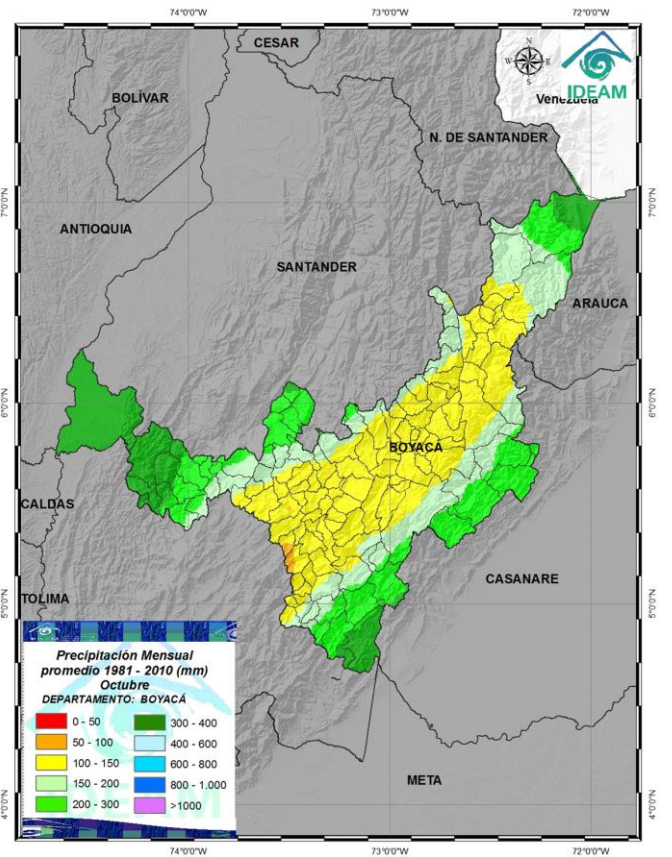 74°0'0"W 73°0'0"W 72°0'0"W
CESAR
N
W E
S
IDEAM
Venezuela
BOLÍVAR
N. DE SANTANDER
7°0'0"N 7°0'0"N
ANTIOQUIA
SANTANDER
ARAUCA
6°0'0"N 6°0'0"N
BOYACÁ
CALDAS
CASANARE
5°0'0"N 5°0'0"N
TOLIMA
Precipitación Mensual
promedio 1981 - 2010 (mm)
Octubre
DEPARTAMENTO: BOYACÁ
0 - 50 300 - 400
50 - 100 400 - 600
100 - 150 600 - 800
150 - 200 800 - 1.000
200 - 300 >1000
IDEAM
META
4°0'0"N 4°0'0"N
74°0'0"W 73°0'0"W 72°0'0"W